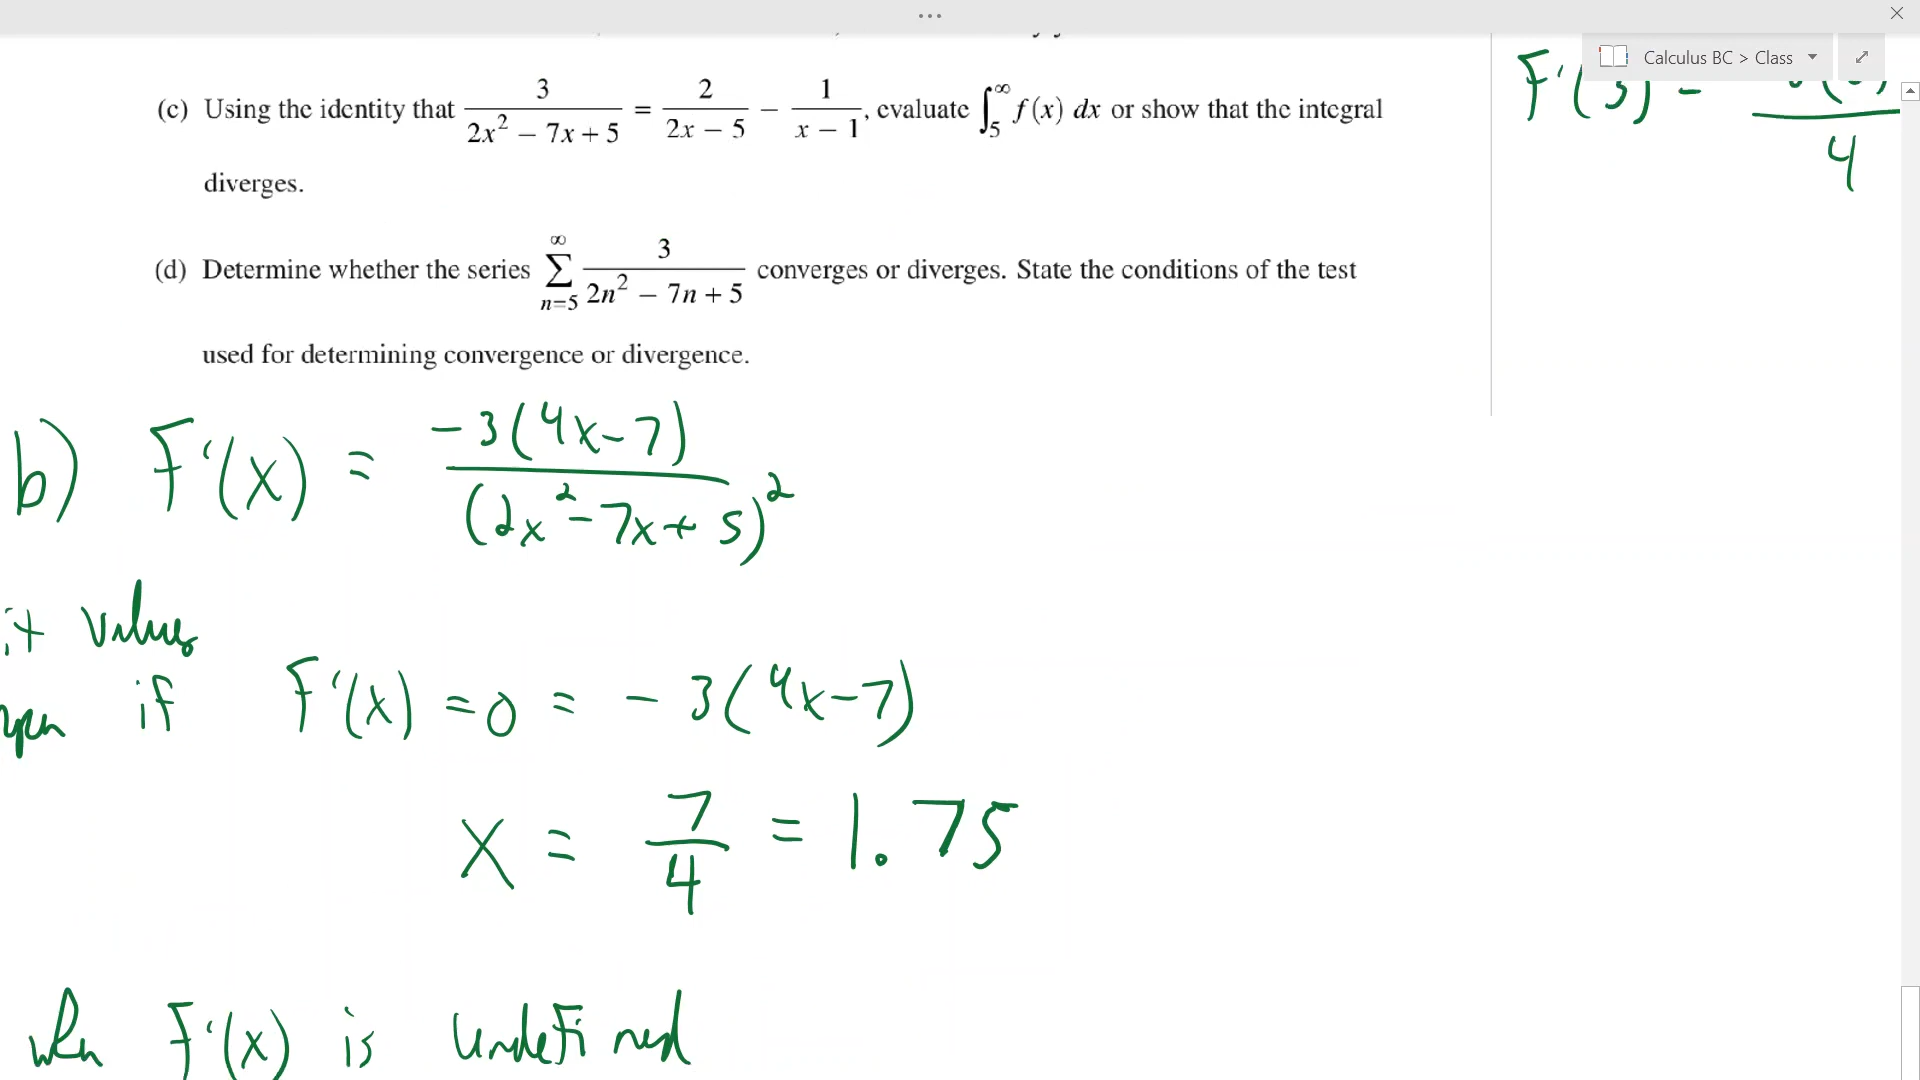 Calculus BC > Class
(c) Using the identity that 3/(2x² − 7x + 5) = 2/(2x − 5) − 1/(x − 1), evaluate ∫₅^∞ f(x) dx or show that the integral
diverges.
(d) Determine whether the series ∑_{n=5}^{∞} 3/(2n² − 7n + 5) converges or diverges. State the conditions of the test
used for determining convergence or divergence.
4
b) F'(x) = -3(4x-7)/(2x²-7x+5)²
values
if F'(x) = 0 = -3(4x-7)
x = 7/4 = 1.75
when F'(x) is undefined